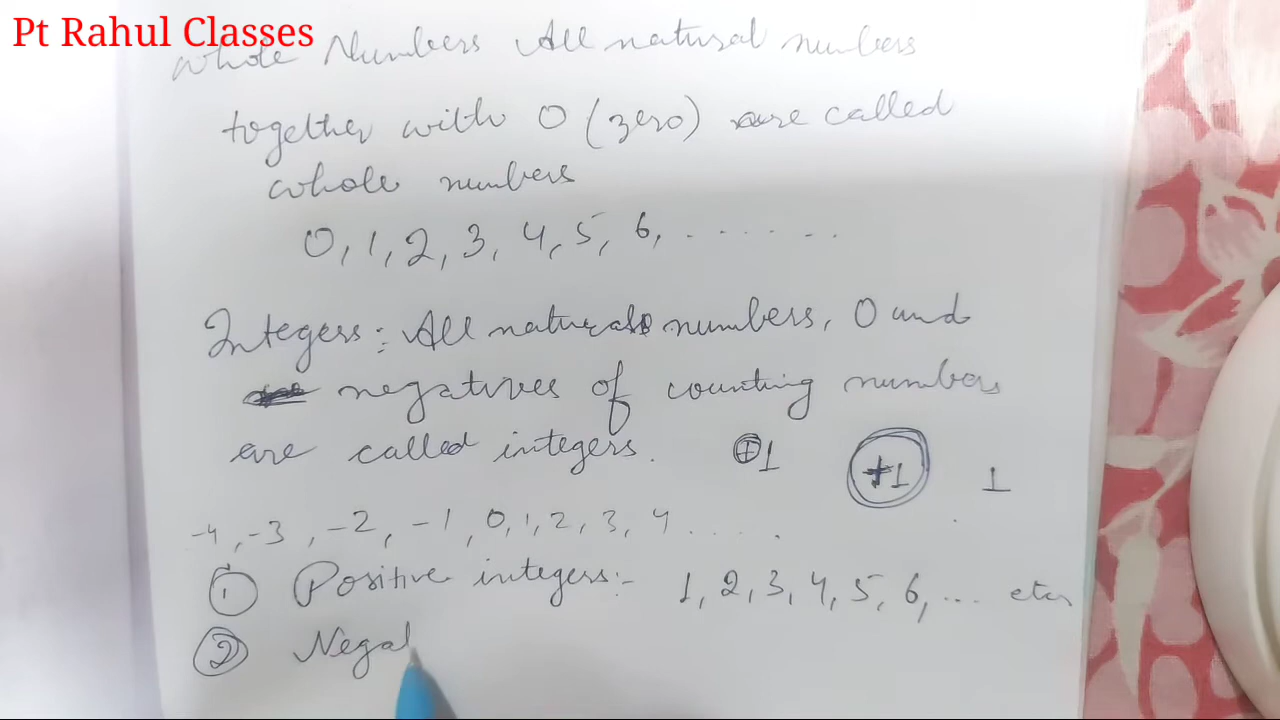 Pt Rahul Classes
Whole Numbers All natural numbers
together with 0 (zero) are called
whole numbers
0, 1, 2, 3, 4, 5, 6, .......
Integers: All natural numbers, 0 and
negatives of counting numbers
are called integers. +1 +1 1
-4, -3, -2, -1, 0, 1, 2, 3, 4 .....
① Positive integers:- 1, 2, 3, 4, 5, 6, ... etc
② Negat